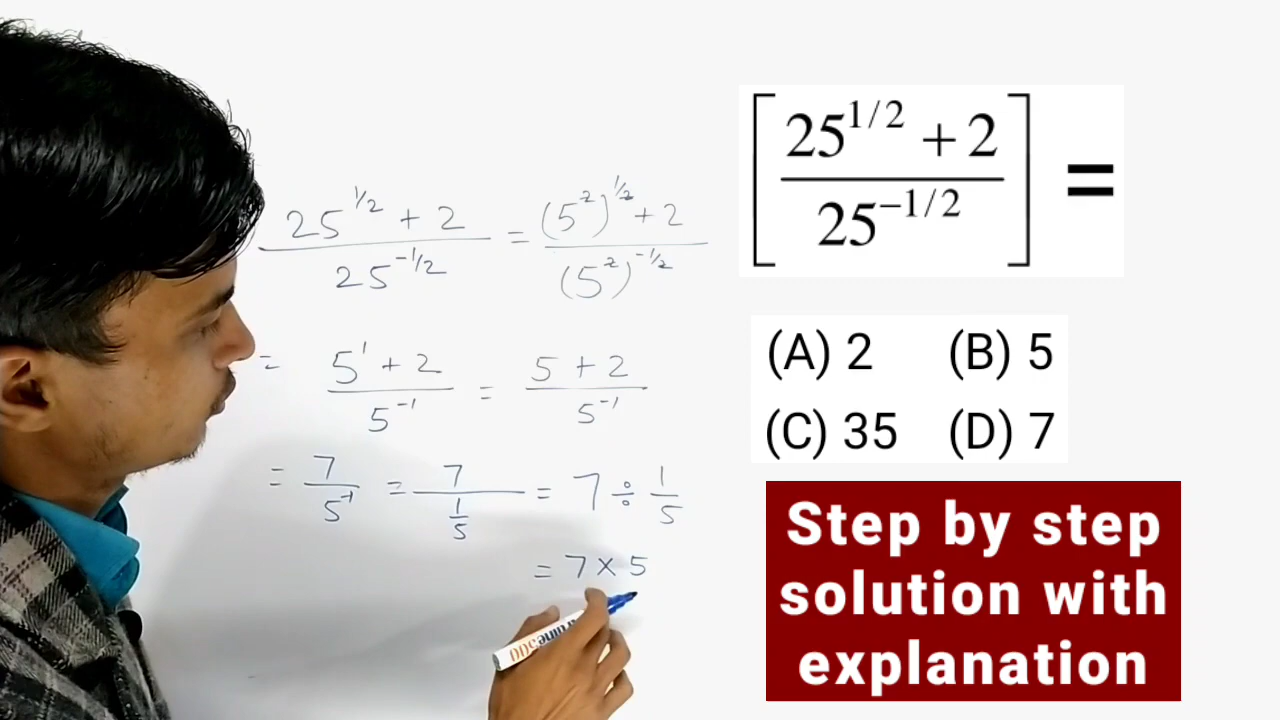 25^{1/2} + 2 / 25^{-1/2} = (5^2)^{1/2} + 2 / (5^2)^{-1/2}
= 5^1 + 2 / 5^{-1} = 5 + 2 / 5^{-1}
= 7 / 5^{-1} = 7 / (1/5) = 7 ÷ 1/5
= 7 × 5
[25^{1/2} + 2 / 25^{-1/2}] =
(A) 2 (B) 5
(C) 35 (D) 7
Step by step
solution with
explanation